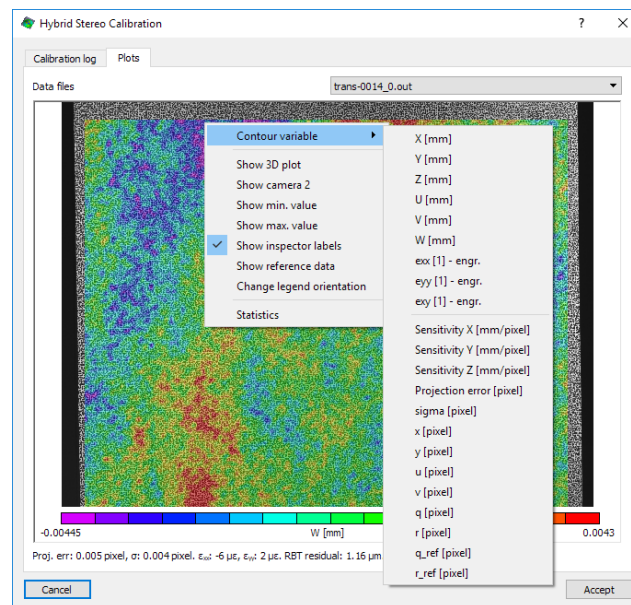 Hybrid Stereo Calibration
Calibration log Plots
Data files trans-0014_0.out
Contour variable
Show 3D plot
Show camera 2
Show min. value
Show max. value
Show inspector labels
Show reference data
Change legend orientation
Statistics
X [mm]
Y [mm]
Z [mm]
U [mm]
V [mm]
W [mm]
exx [1] - engr.
eyy [1] - engr.
exy [1] - engr.
Sensitivity X [mm/pixel]
Sensitivity Y [mm/pixel]
Sensitivity Z [mm/pixel]
Projection error [pixel]
sigma [pixel]
x [pixel]
y [pixel]
u [pixel]
v [pixel]
q [pixel]
r [pixel]
q_ref [pixel]
r_ref [pixel]
-0.00445 W [mm] 0.0043
Proj. err: 0.005 pixel, σ: 0.004 pixel. εxx: -6 µε, εyy: 2 µε. RBT residual: 1.16 µm
Cancel Accept